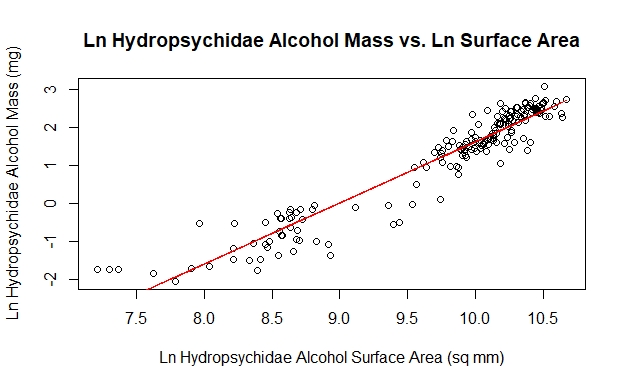 Ln Hydropsychidae Alcohol Mass vs. Ln Surface Area
Ln Hydropsychidae Alcohol Mass (mg)
3
2
1
0
-1
-2
7.5 8.0 8.5 9.0 9.5 10.0 10.5
Ln Hydropsychidae Alcohol Surface Area (sq mm)